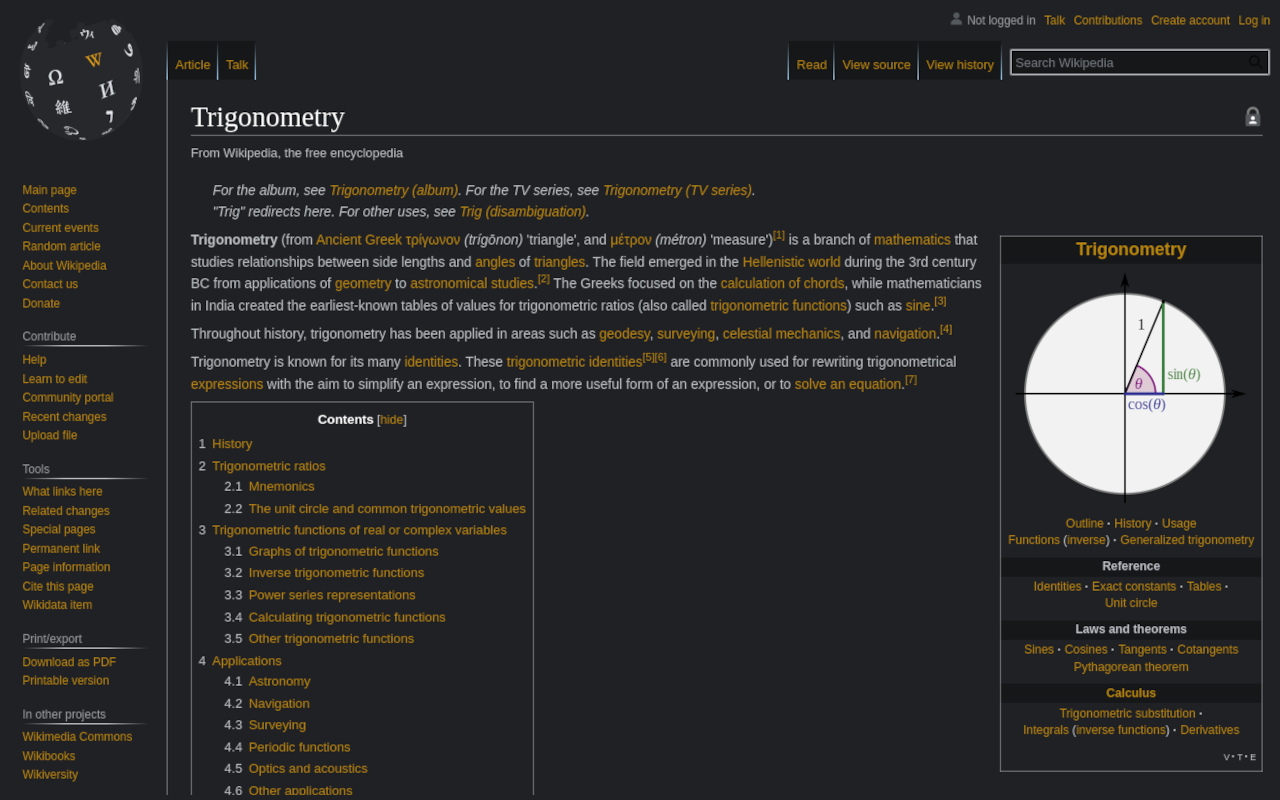 Not logged in Talk Contributions Create account Log in
Article Talk Read View source View history Search Wikipedia
Ω W И 維 ウィ 7
Trigonometry
From Wikipedia, the free encyclopedia
For the album, see Trigonometry (album). For the TV series, see Trigonometry (TV series).
"Trig" redirects here. For other uses, see Trig (disambiguation).
Trigonometry (from Ancient Greek τρίγωνον (trígōnon) 'triangle', and μέτρον (métron) 'measure')[1] is a branch of mathematics that
studies relationships between side lengths and angles of triangles. The field emerged in the Hellenistic world during the 3rd century
BC from applications of geometry to astronomical studies.[2] The Greeks focused on the calculation of chords, while mathematicians
in India created the earliest-known tables of values for trigonometric ratios (also called trigonometric functions) such as sine.[3]
Throughout history, trigonometry has been applied in areas such as geodesy, surveying, celestial mechanics, and navigation.[4]
Trigonometry is known for its many identities. These trigonometric identities[5][6] are commonly used for rewriting trigonometrical
expressions with the aim to simplify an expression, to find a more useful form of an expression, or to solve an equation.[7]
Contents [hide]
1 History
2 Trigonometric ratios
2.1 Mnemonics
2.2 The unit circle and common trigonometric values
3 Trigonometric functions of real or complex variables
3.1 Graphs of trigonometric functions
3.2 Inverse trigonometric functions
3.3 Power series representations
3.4 Calculating trigonometric functions
3.5 Other trigonometric functions
4 Applications
4.1 Astronomy
4.2 Navigation
4.3 Surveying
4.4 Periodic functions
4.5 Optics and acoustics
4.6 Other applications
Trigonometry
1
θ
sin(θ)
cos(θ)
Outline · History · Usage
Functions (inverse) · Generalized trigonometry
Reference
Identities · Exact constants · Tables ·
Unit circle
Laws and theorems
Sines · Cosines · Tangents · Cotangents
Pythagorean theorem
Calculus
Trigonometric substitution ·
Integrals (inverse functions) · Derivatives
V · T · E
Main page
Contents
Current events
Random article
About Wikipedia
Contact us
Donate
Contribute
Help
Learn to edit
Community portal
Recent changes
Upload file
Tools
What links here
Related changes
Special pages
Permanent link
Page information
Cite this page
Wikidata item
Print/export
Download as PDF
Printable version
In other projects
Wikimedia Commons
Wikibooks
Wikiversity